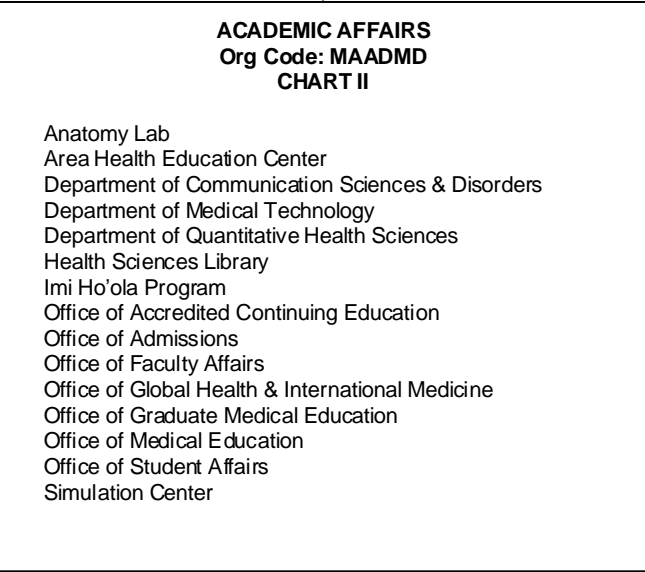 ACADEMIC AFFAIRS
Org Code: MAADMD
CHART II
Anatomy Lab
Area Health Education Center
Department of Communication Sciences & Disorders
Department of Medical Technology
Department of Quantitative Health Sciences
Health Sciences Library
Imi Ho’ola Program
Office of Accredited Continuing Education
Office of Admissions
Office of Faculty Affairs
Office of Global Health & International Medicine
Office of Graduate Medical Education
Office of Medical Education
Office of Student Affairs
Simulation Center